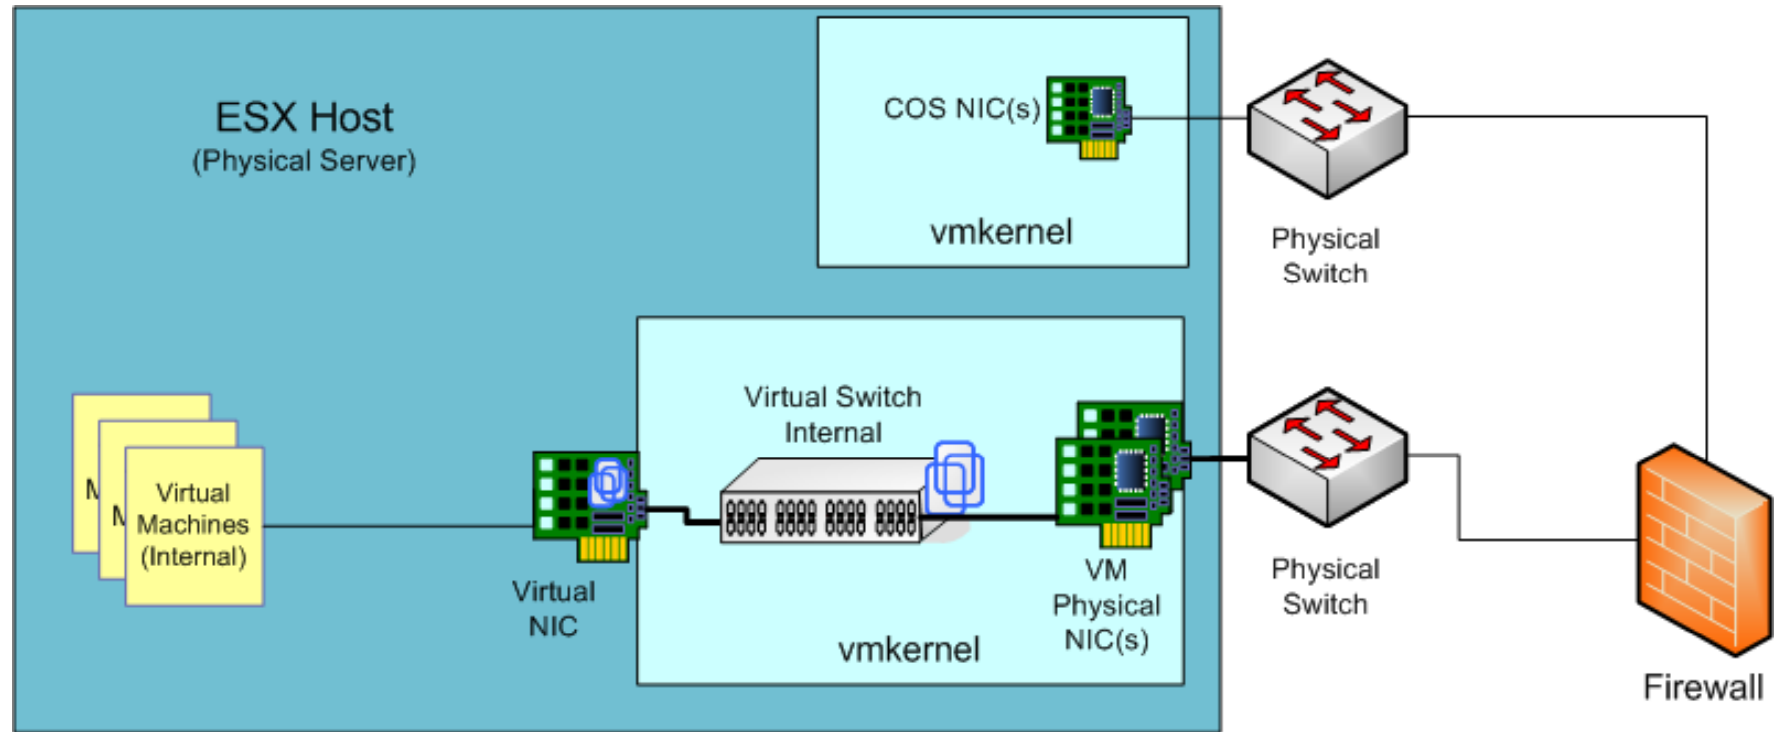 ESX Host
(Physical Server)
COS NIC(s)
vmkernel
Physical
Switch
Virtual Switch
Internal
M
M
Virtual
Machines
(Internal)
Virtual
NIC
VM
Physical
NIC(s)
vmkernel
Physical
Switch
Firewall